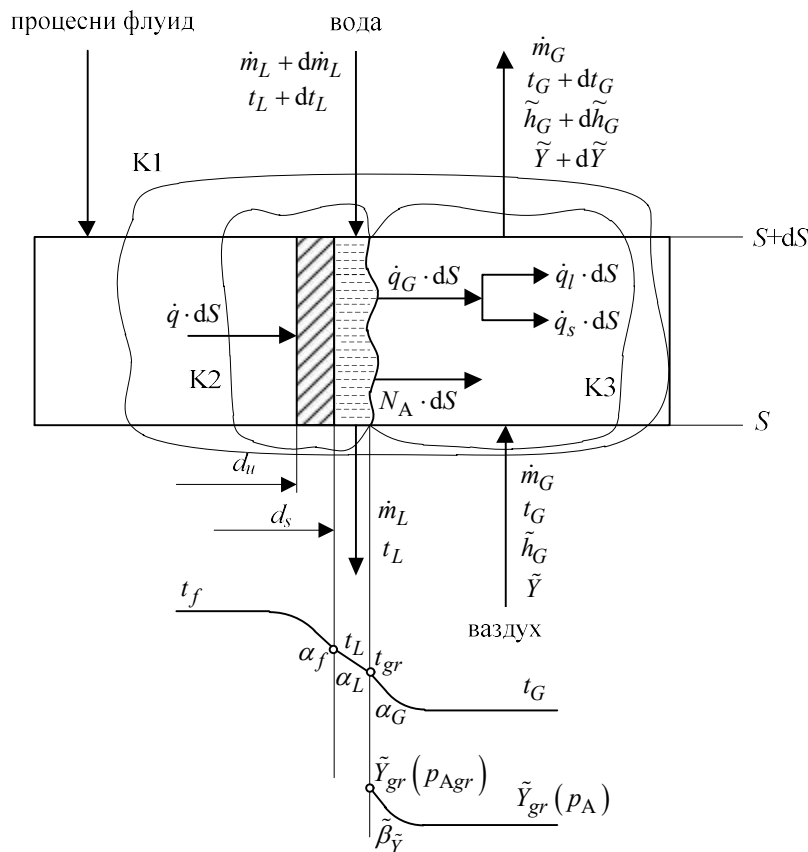 процесни флуид
вода
ṁ_L + dṁ_L
t_L + dt_L
ṁ_G
t_G + dt_G
h̃_G + dh̃_G
Ỹ + dỸ
K1
S+dS
q̇ · dS
q̇_G · dS
q̇_l · dS
q̇_s · dS
K2
N_A · dS
K3
S
d_u
d_s
ṁ_L
t_L
ṁ_G
t_G
h̃_G
Ỹ
ваздух
t_f
t_L
t_gr
α_f
α_L
α_G
t_G
Ỹ_gr (p_Agr)
Ỹ_gr (p_A)
β̃_Ỹ